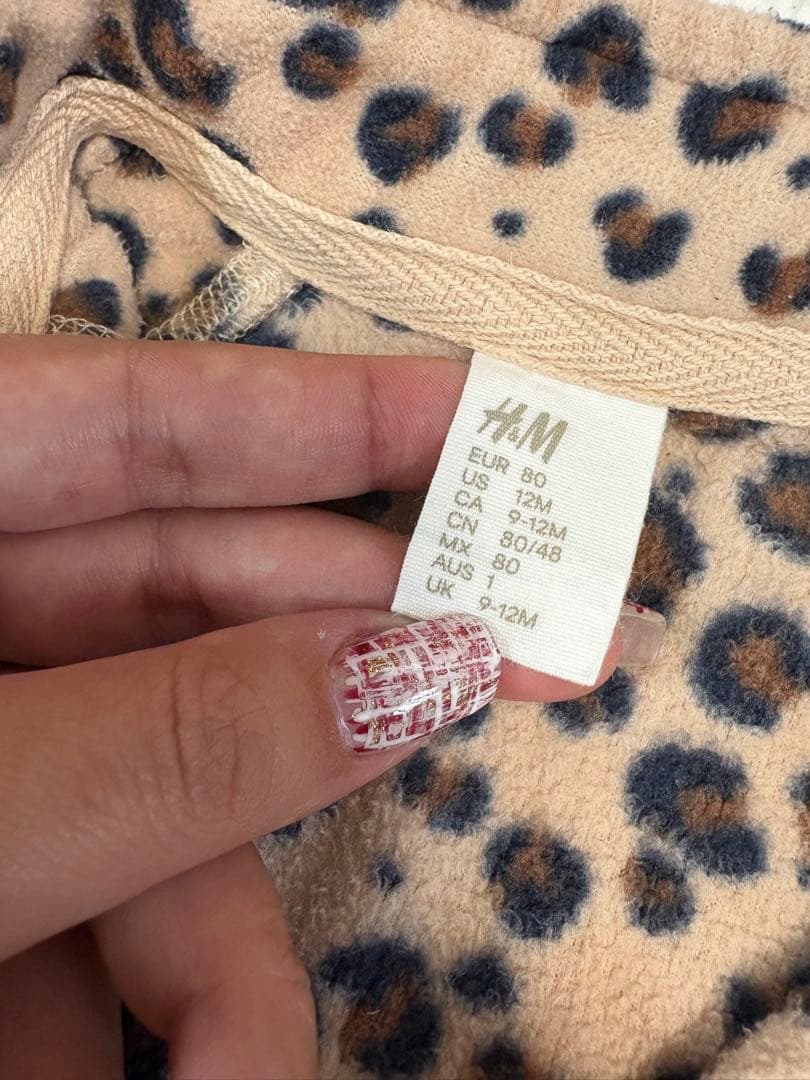 H&M
EUR 80
US 12M
CA 9-12M
CN 80/48
MX 80
AUS 1
UK 9-12M